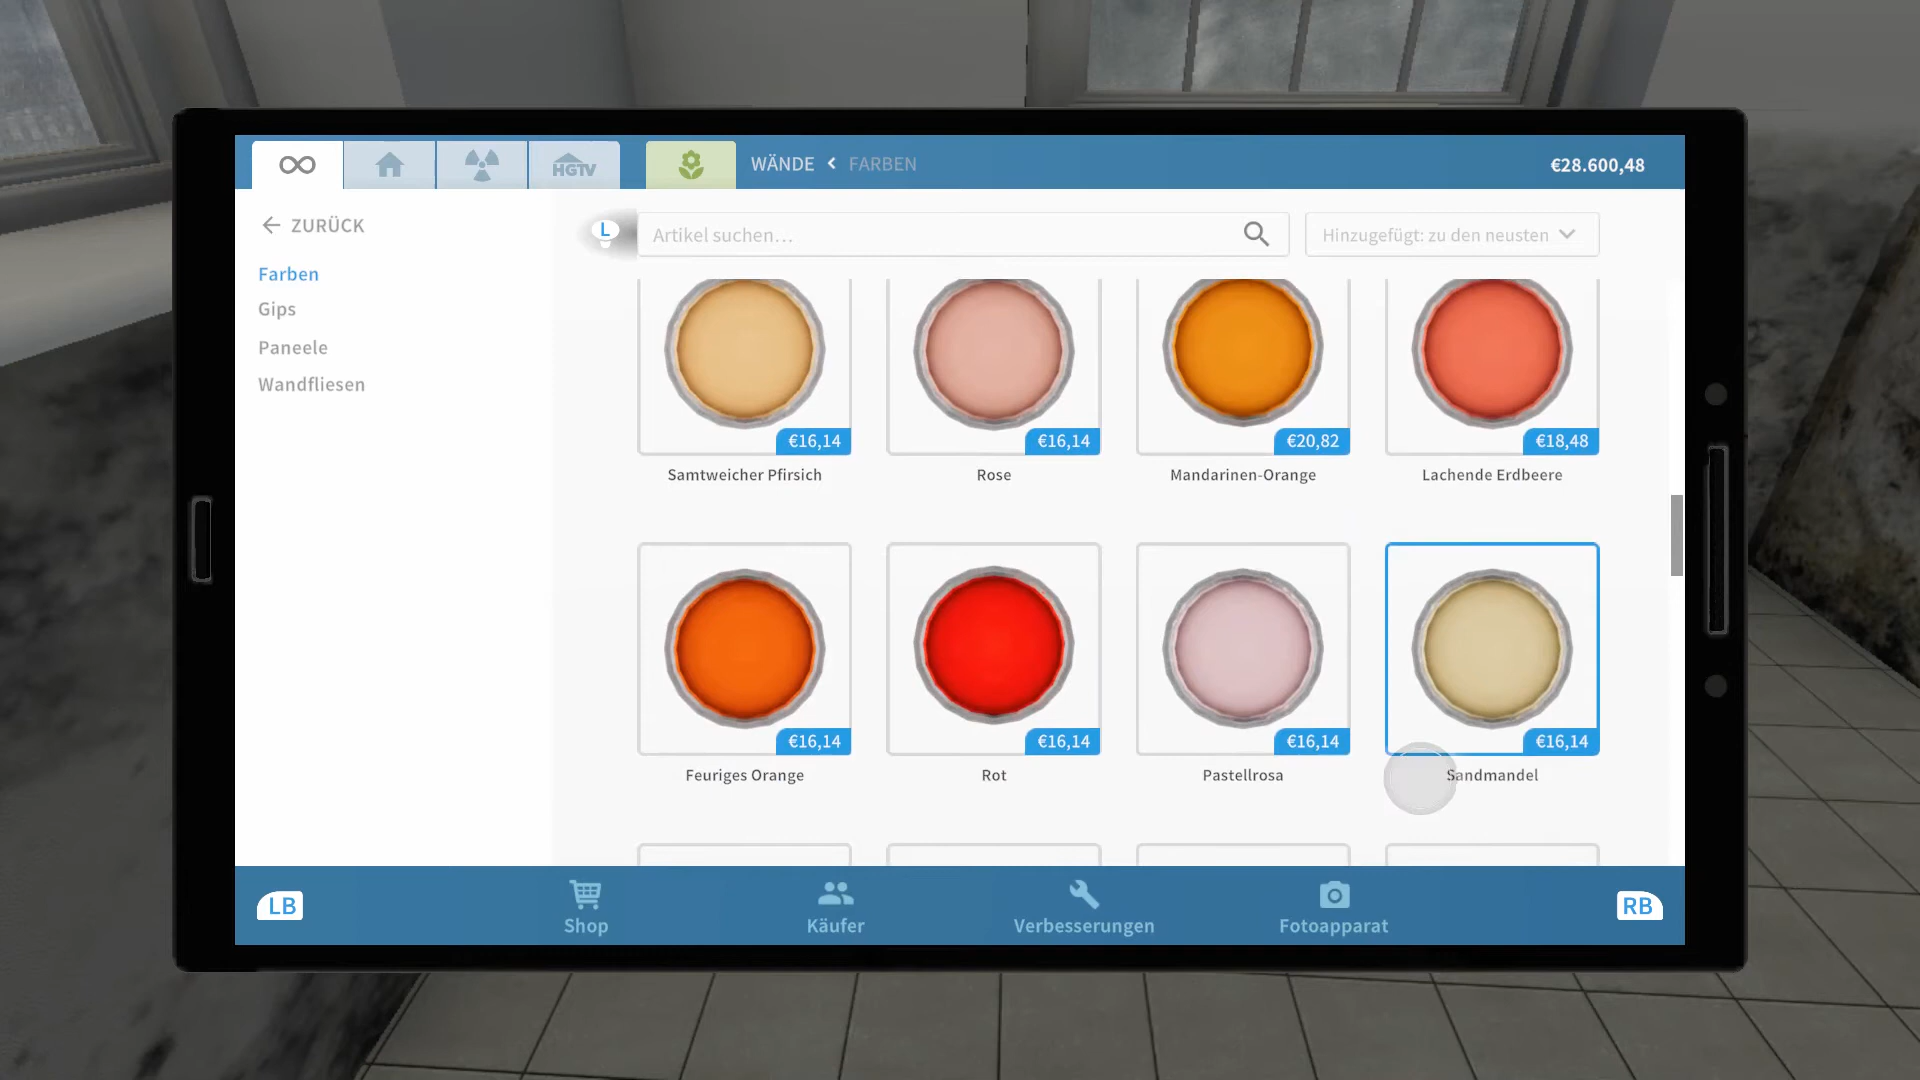 HGTV
WÄNDE < FARBEN
€28.600,48
ZURÜCK
L
Artikel suchen...
Hinzugefügt: zu den neusten
Farben
Gips
Paneele
Wandfliesen
€16,14
€16,14
€20,82
€18,48
Samtweicher Pfirsich
Rose
Mandarinen-Orange
Lachende Erdbeere
€16,14
€16,14
€16,14
€16,14
Feuriges Orange
Rot
Pastellrosa
Sandmandel
LB
Shop
Käufer
Verbesserungen
Fotoapparat
RB